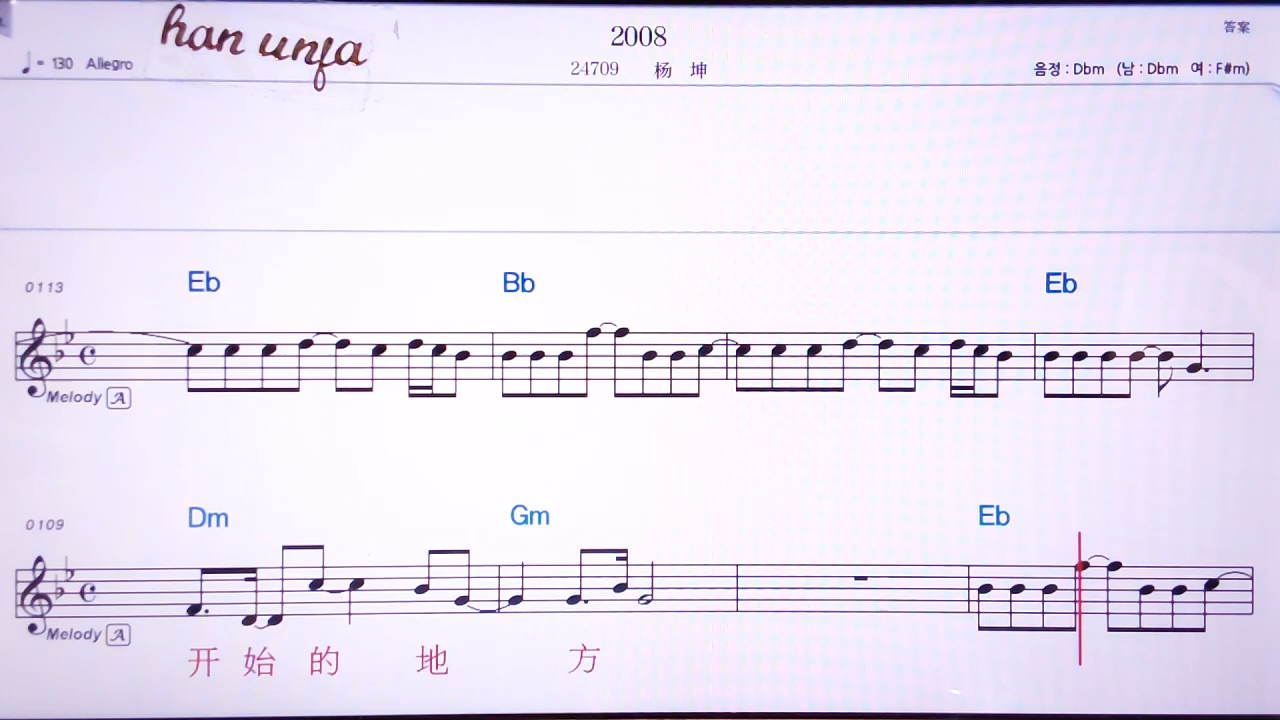 han unfa
2008
答案
♩= 130 Allegro
24709 杨 坤
음정 : Dbm (남 : Dbm 여 : F#m)
0113
Eb Bb Eb
Melody A
0109
Dm Gm Eb
Melody A
开 始 的 地 方